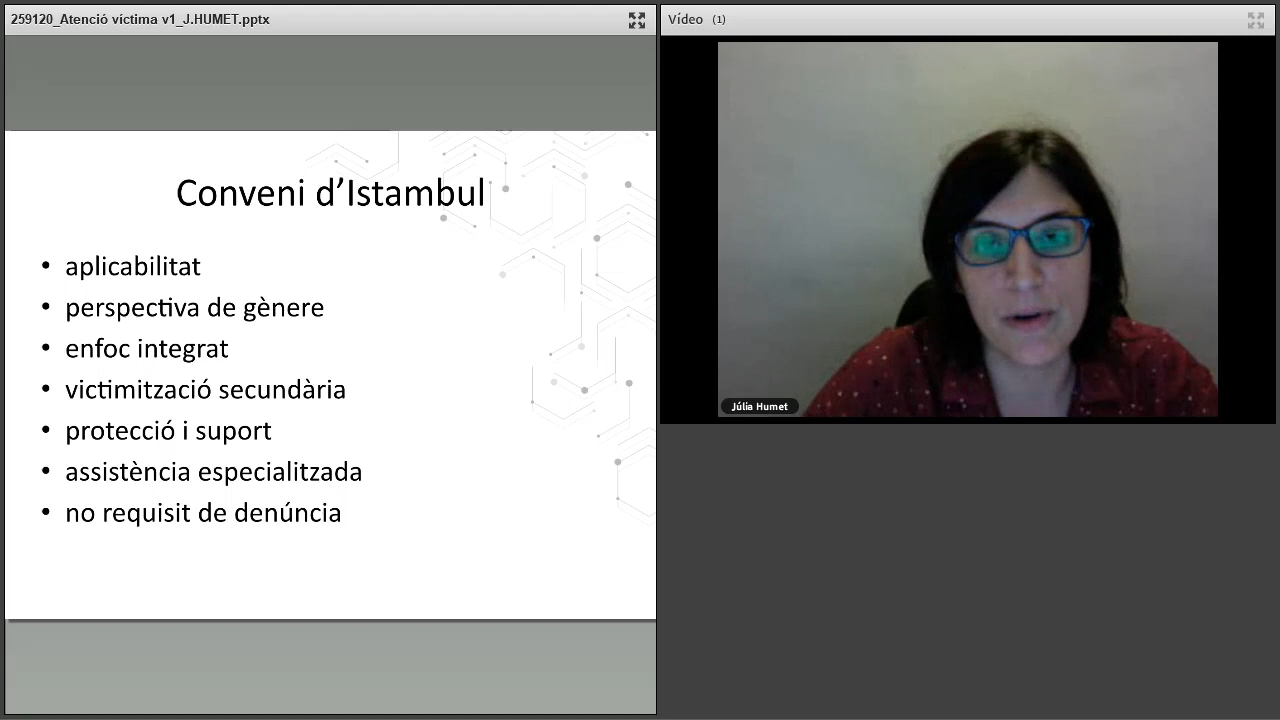 259120_Atenció víctima v1_J.HUMET.pptx
Conveni d’Istambul
• aplicabilitat
• perspectiva de gènere
• enfoc integrat
• victimització secundària
• protecció i suport
• assistència especialitzada
• no requisit de denúncia
Vídeo (1)
Júlia Humet